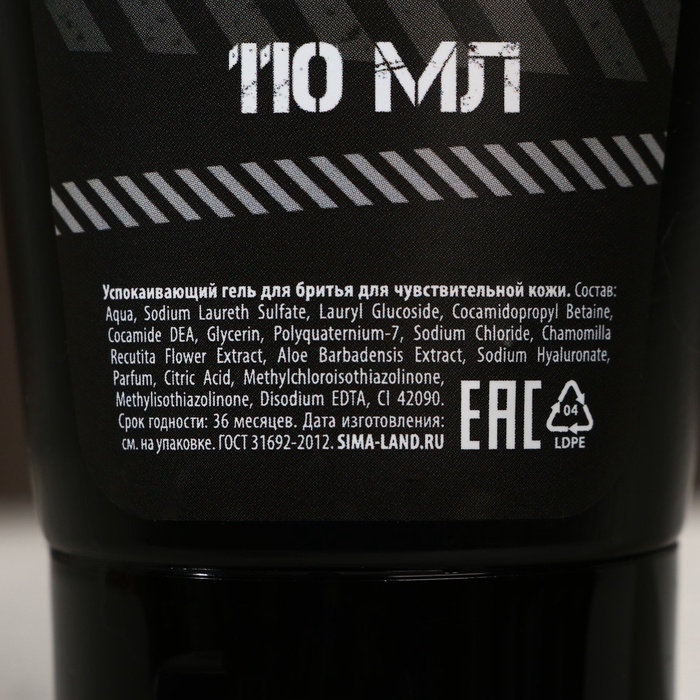 110 МЛ
Успокаивающий гель для бритья для чувствительной кожи. Состав:
Aqua, Sodium Laureth Sulfate, Lauryl Glucoside, Cocamidopropyl Betaine,
Cocamide DEA, Glycerin, Polyquaternium-7, Sodium Chloride, Chamomilla
Recutita Flower Extract, Aloe Barbadensis Extract, Sodium Hyaluronate,
Parfum, Citric Acid, Methylchloroisothiazolinone,
Methylisothiazolinone, Disodium EDTA, CI 42090.
Срок годности: 36 месяцев. Дата изготовления:
см. на упаковке. ГОСТ 31692-2012. SIMA-LAND.RU
EAC
04
LDPE